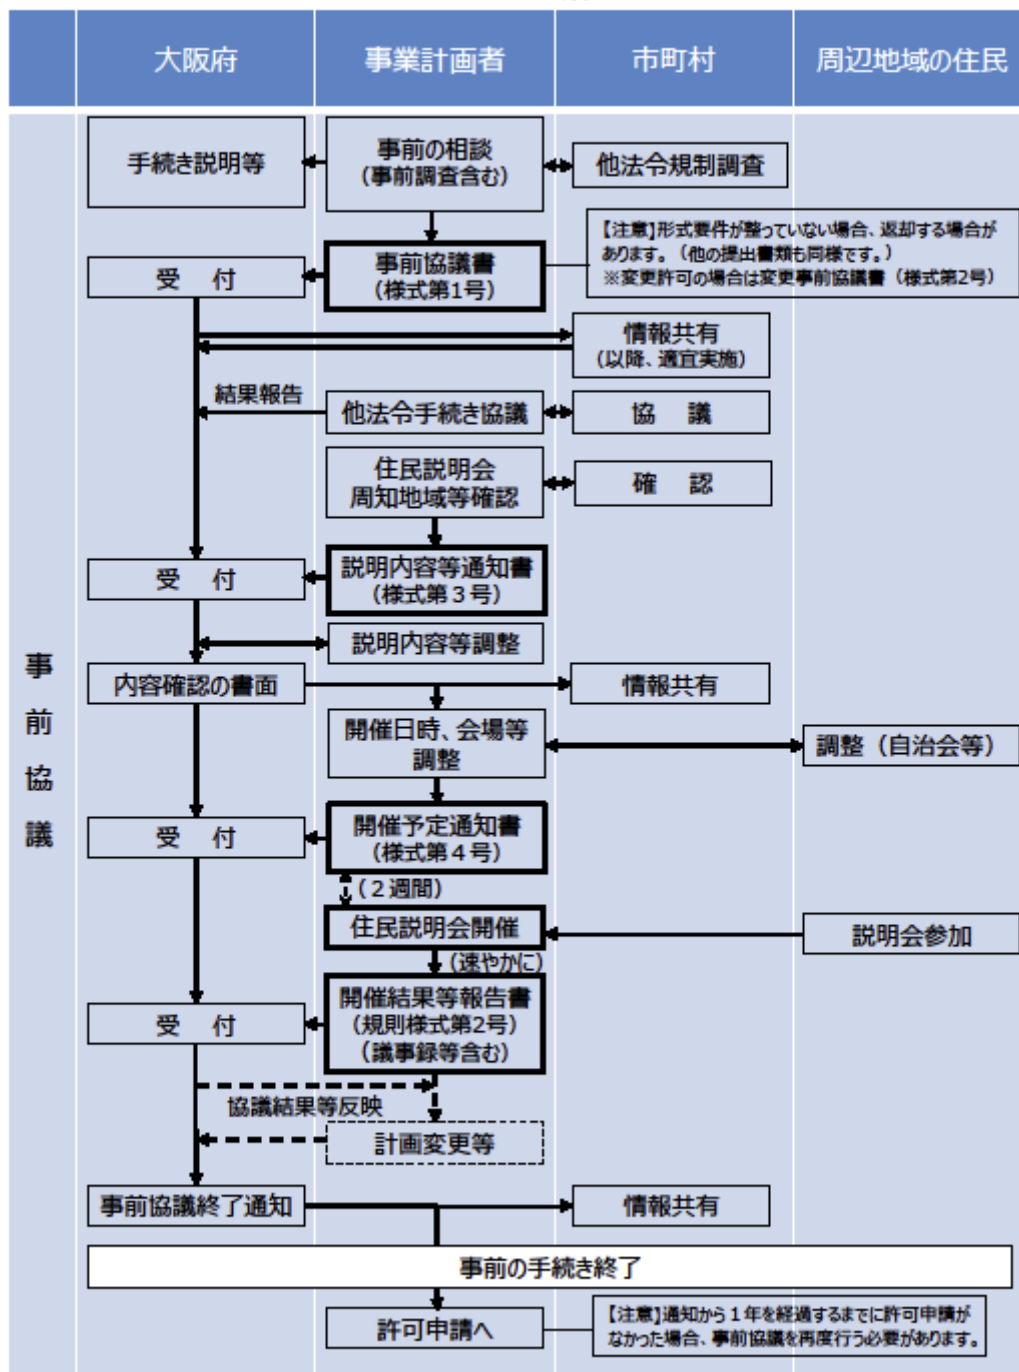 大阪府
事業計画者
市町村
周辺地域の住民
事前協議
手続き説明等
事前の相談
（事前調査含む）
他法令規制調査
【注意】形式要件が整っていない場合、返却する場合が
あります。（他の提出書類も同様です。）
※変更許可の場合は変更事前協議書（様式第2号）
受　付
事前協議書
（様式第1号）
情報共有
（以降、適宜実施）
結果報告
他法令手続き協議
協　議
住民説明会
周知地域等確認
確　認
受　付
説明内容等通知書
（様式第３号）
説明内容等調整
内容確認の書面
情報共有
開催日時、会場等
調整
調整（自治会等）
受　付
開催予定通知書
（様式第４号）
（２週間）
住民説明会開催
説明会参加
（速やかに）
受　付
開催結果等報告書
（規則様式第2号）
（議事録等含む）
協議結果等反映
計画変更等
事前協議終了通知
情報共有
事前の手続き終了
許可申請へ
【注意】通知から１年を経過するまでに許可申請が
なかった場合、事前協議を再度行う必要があります。